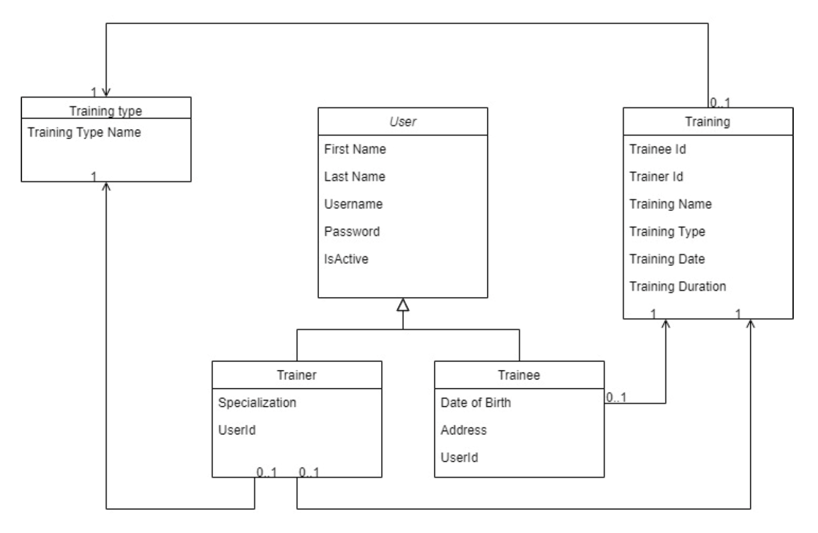 1
0..1
Training type
Training Type Name
1
User
First Name
Last Name
Username
Password
IsActive
Training
Trainee Id
Trainer Id
Training Name
Training Type
Training Date
Training Duration
1
1
Trainer
Specialization
UserId
0..1
0..1
Trainee
Date of Birth
Address
UserId
0..1